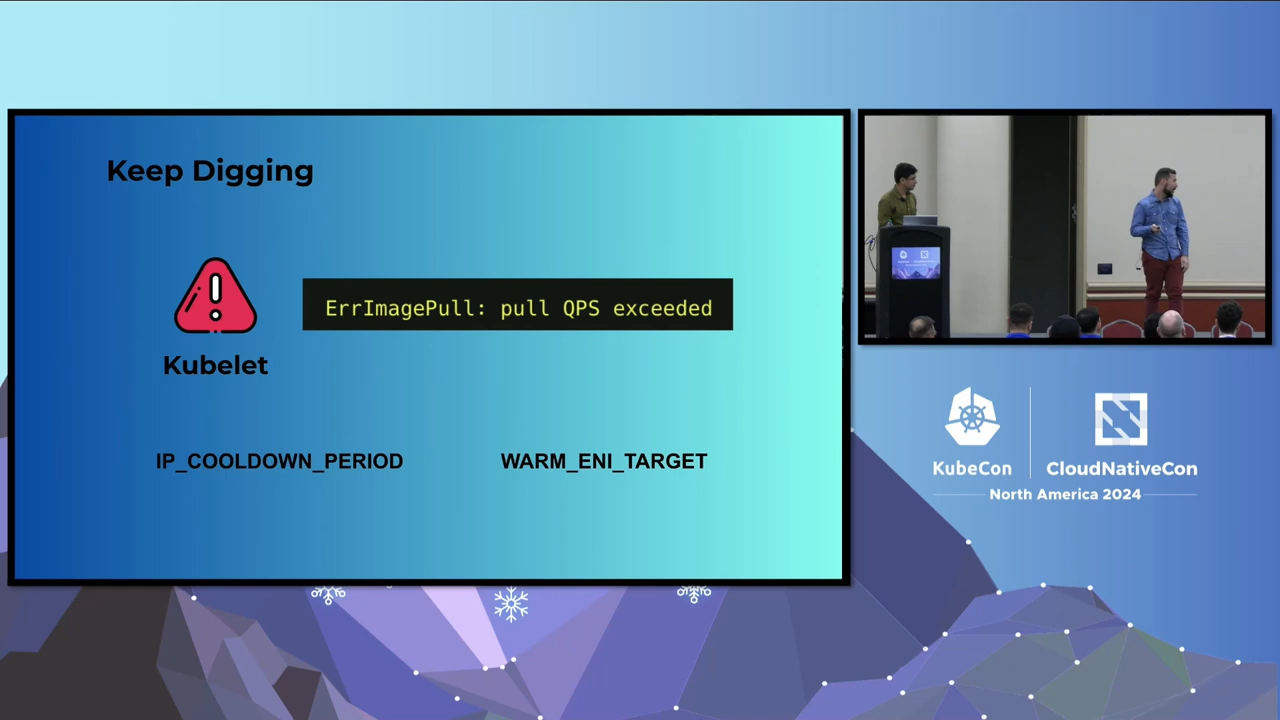 Keep Digging
ErrImagePull: pull QPS exceeded
Kubelet
IP_COOLDOWN_PERIOD
WARM_ENI_TARGET
KubeCon
CloudNativeCon
North America 2024